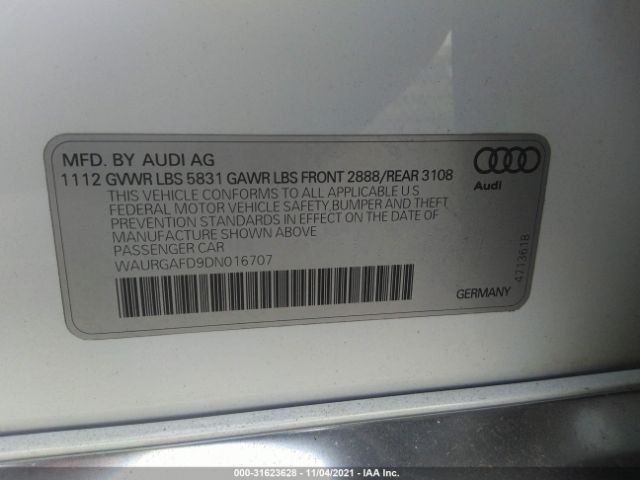 MFD. BY AUDI AG
1112 GVWR LBS 5831 GAWR LBS FRONT 2888/REAR 3108
THIS VEHICLE CONFORMS TO ALL APPLICABLE U S
FEDERAL MOTOR VEHICLE SAFETY,BUMPER AND THEFT
PREVENTION STANDARDS IN EFFECT ON THE DATE OF
MANUFACTURE SHOWN ABOVE
PASSENGER CAR
WAURGAFD9DN016707
Audi
471361B
GERMANY
000-31623628 - 11/04/2021 - IAA Inc.